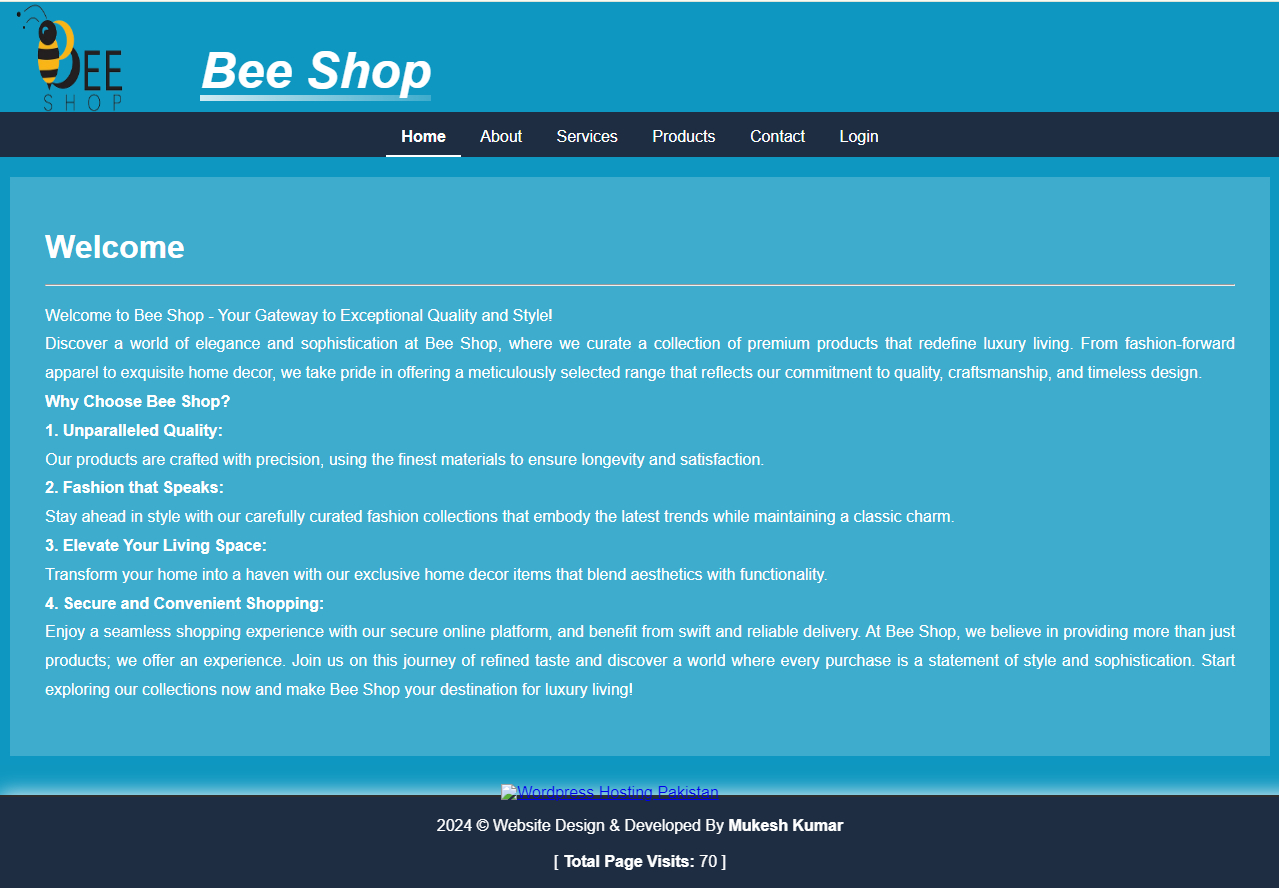 BEE
SHOP
Bee Shop
Home About Services Products Contact Login
Welcome
Welcome to Bee Shop - Your Gateway to Exceptional Quality and Style!
Discover a world of elegance and sophistication at Bee Shop, where we curate a collection of premium products that redefine luxury living. From fashion-forward
apparel to exquisite home decor, we take pride in offering a meticulously selected range that reflects our commitment to quality, craftsmanship, and timeless design.
Why Choose Bee Shop?
1. Unparalleled Quality:
Our products are crafted with precision, using the finest materials to ensure longevity and satisfaction.
2. Fashion that Speaks:
Stay ahead in style with our carefully curated fashion collections that embody the latest trends while maintaining a classic charm.
3. Elevate Your Living Space:
Transform your home into a haven with our exclusive home decor items that blend aesthetics with functionality.
4. Secure and Convenient Shopping:
Enjoy a seamless shopping experience with our secure online platform, and benefit from swift and reliable delivery. At Bee Shop, we believe in providing more than just
products; we offer an experience. Join us on this journey of refined taste and discover a world where every purchase is a statement of style and sophistication. Start
exploring our collections now and make Bee Shop your destination for luxury living!
Wordpress Hosting Pakistan
2024 © Website Design & Developed By Mukesh Kumar
[ Total Page Visits: 70 ]